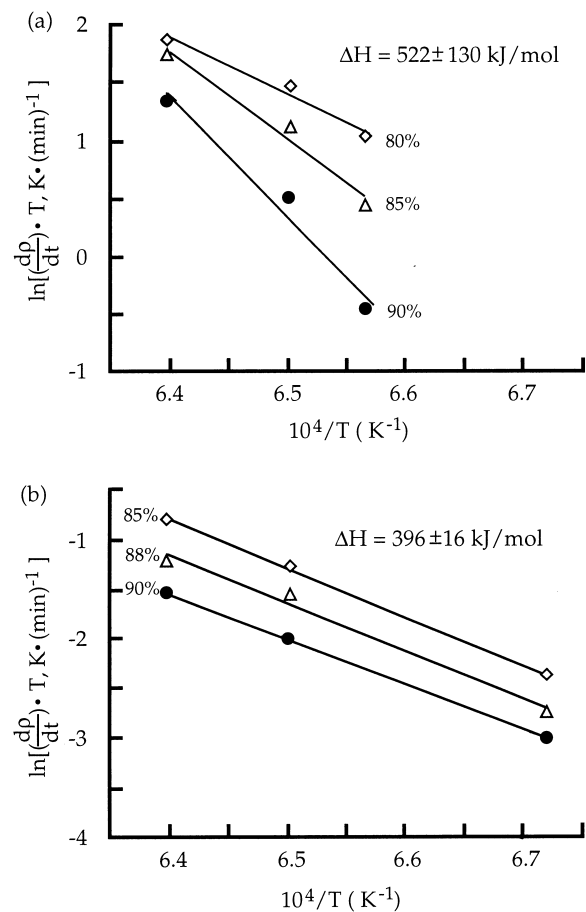 (a)
2
1
0
-1
ln[(dρ/dt)• T, K•(min)-1 ]
ΔH = 522±130 kJ/mol
80%
85%
90%
6.4 6.5 6.6 6.7
10⁴/T ( K⁻¹)
(b)
-1
-2
-3
-4
ln[(dρ/dt)• T, K•(min)-1 ]
85%
88%
90%
ΔH = 396±16 kJ/mol
6.4 6.5 6.6 6.7
10⁴/T ( K⁻¹)